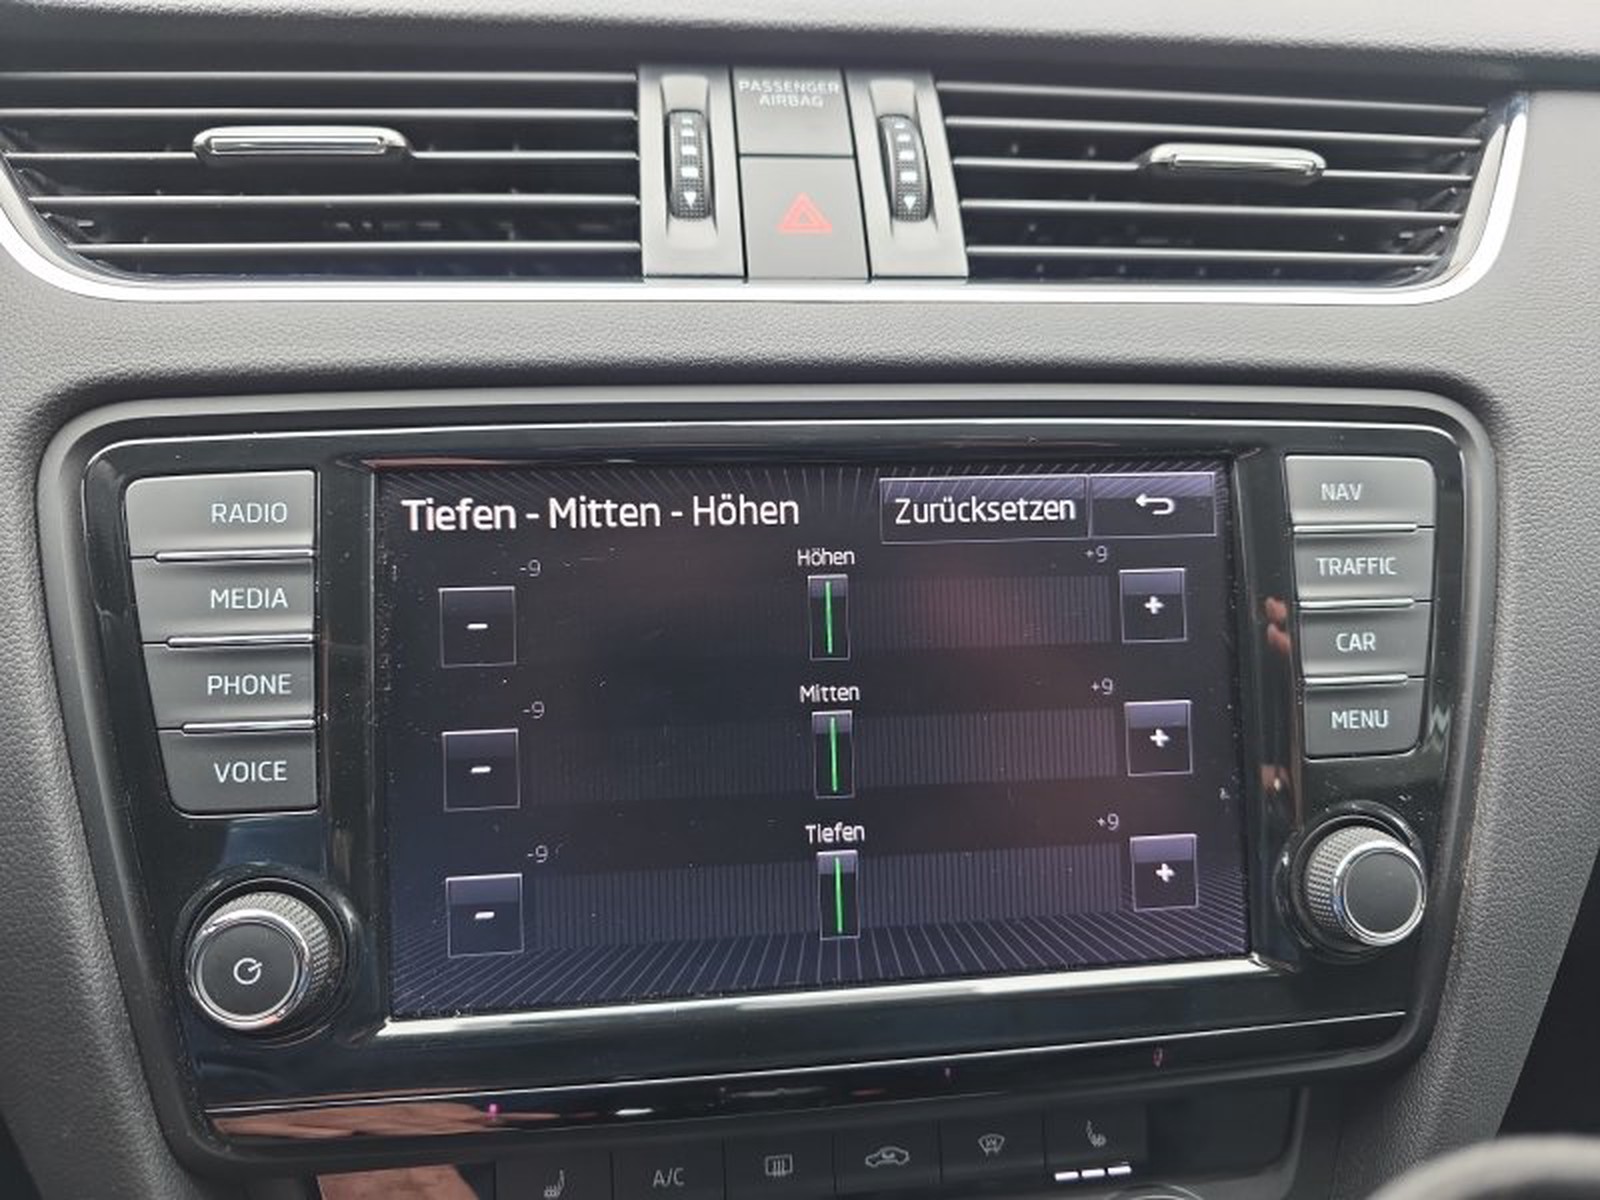 PASSENGER
AIRBAG
RADIO
MEDIA
PHONE
VOICE
Tiefen - Mitten - Höhen
Zurücksetzen
-9
Höhen
+9
-
+
-9
Mitten
+9
-
+
-9
Tiefen
+9
-
+
NAV
TRAFFIC
CAR
MENU
A/C